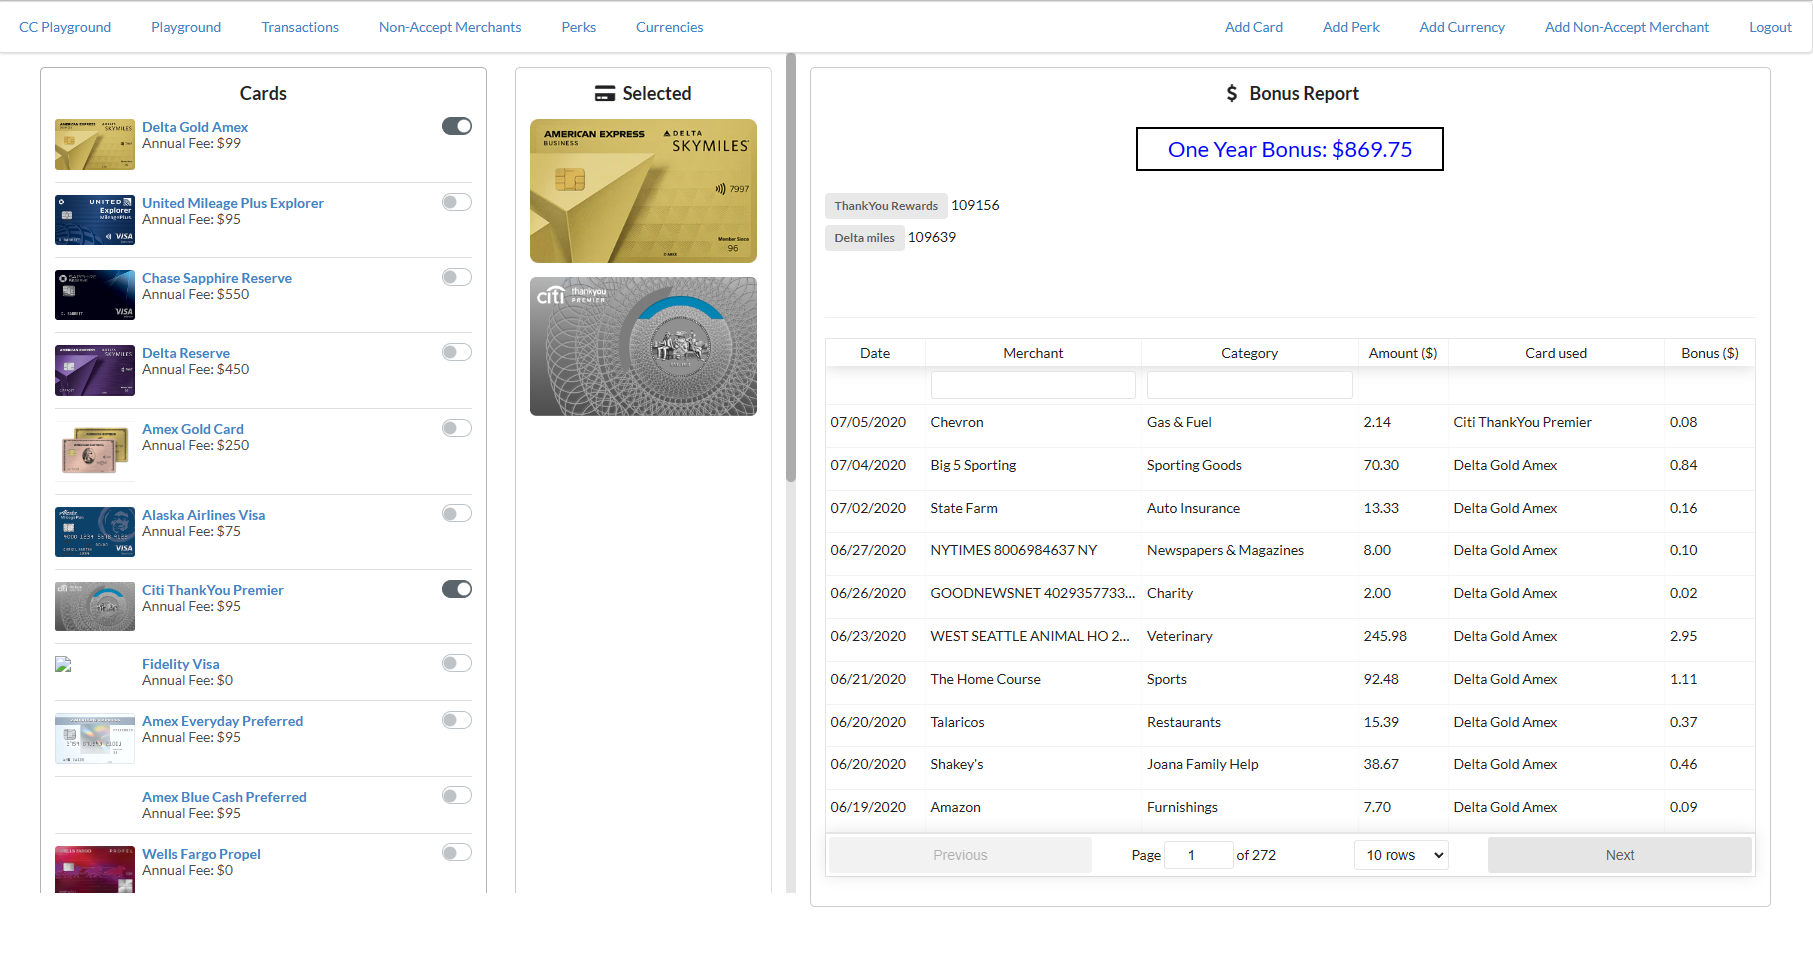 CC Playground Playground Transactions Non-Accept Merchants Perks Currencies Add Card Add Perk Add Currency Add Non-Accept Merchant Logout
Cards
Delta Gold Amex
Annual Fee: $99
United Mileage Plus Explorer
Annual Fee: $95
Chase Sapphire Reserve
Annual Fee: $550
Delta Reserve
Annual Fee: $450
Amex Gold Card
Annual Fee: $250
Alaska Airlines Visa
Annual Fee: $75
Citi ThankYou Premier
Annual Fee: $95
Fidelity Visa
Annual Fee: $0
Amex Everyday Preferred
Annual Fee: $95
Amex Blue Cash Preferred
Annual Fee: $95
Wells Fargo Propel
Annual Fee: $0
Selected
AMERICAN EXPRESS DELTA
BUSINESS SKYMILES
7997
Member Since
96
citi thankyou
PREMIER
$ Bonus Report
One Year Bonus: $869.75
ThankYou Rewards 109156
Delta miles 109639
Date Merchant Category Amount ($) Card used Bonus ($)
07/05/2020 Chevron Gas & Fuel 2.14 Citi ThankYou Premier 0.08
07/04/2020 Big 5 Sporting Sporting Goods 70.30 Delta Gold Amex 0.84
07/02/2020 State Farm Auto Insurance 13.33 Delta Gold Amex 0.16
06/27/2020 NYTIMES 8006984637 NY Newspapers & Magazines 8.00 Delta Gold Amex 0.10
06/26/2020 GOODNEWSNET 4029357733... Charity 2.00 Delta Gold Amex 0.02
06/23/2020 WEST SEATTLE ANIMAL HO 2... Veterinary 245.98 Delta Gold Amex 2.95
06/21/2020 The Home Course Sports 92.48 Delta Gold Amex 1.11
06/20/2020 Talaricos Restaurants 15.39 Delta Gold Amex 0.37
06/20/2020 Shakey's Joana Family Help 38.67 Delta Gold Amex 0.46
06/19/2020 Amazon Furnishings 7.70 Delta Gold Amex 0.09
Previous Page 1 of 272 10 rows Next